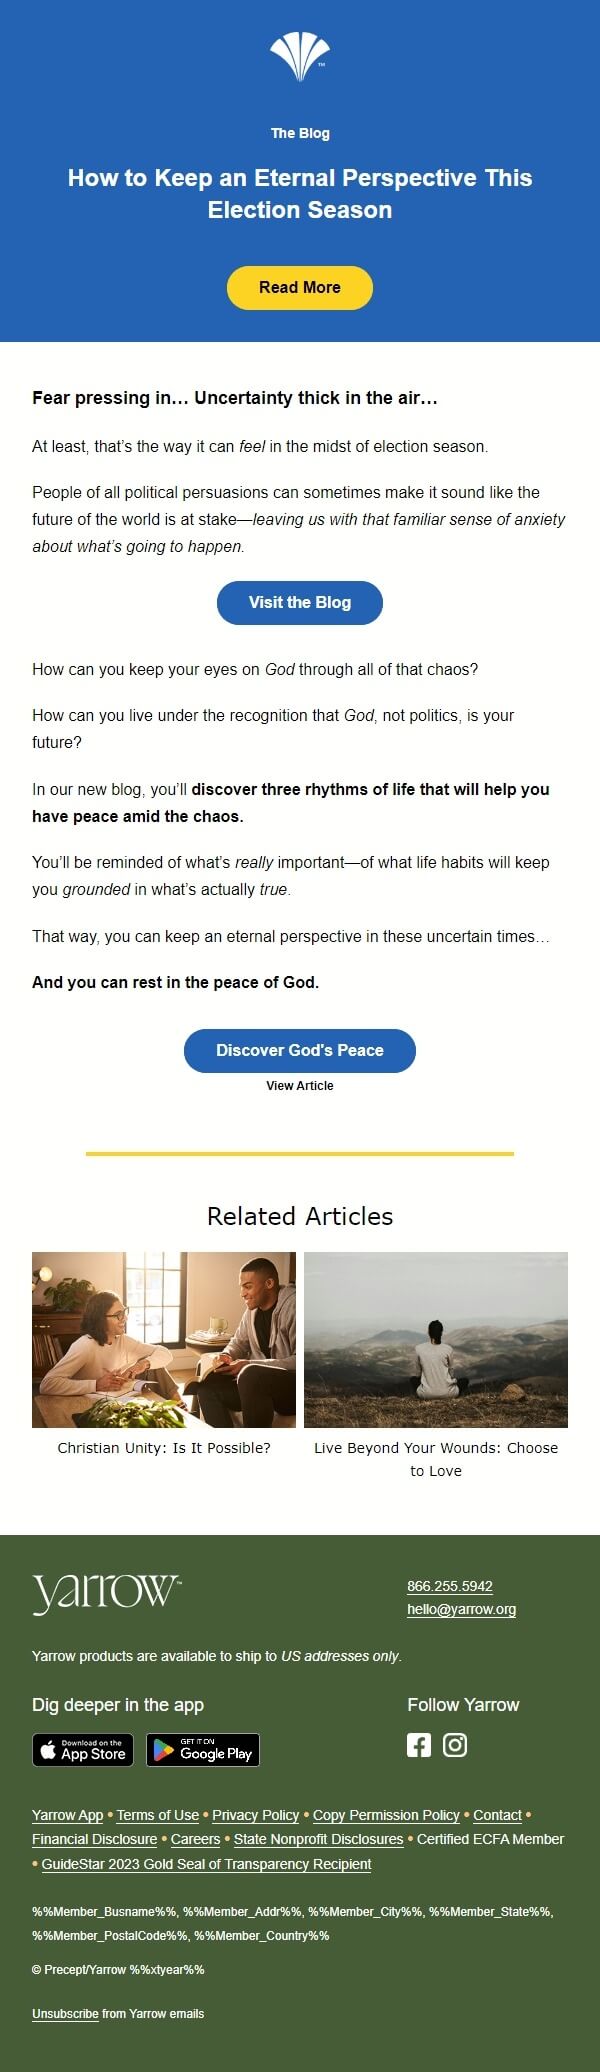 TM
The Blog
How to Keep an Eternal Perspective This
Election Season
Read More
Fear pressing in… Uncertainty thick in the air…
At least, that’s the way it can feel in the midst of election season.
People of all political persuasions can sometimes make it sound like the
future of the world is at stake—leaving us with that familiar sense of anxiety
about what’s going to happen.
Visit the Blog
How can you keep your eyes on God through all of that chaos?
How can you live under the recognition that God, not politics, is your
future?
In our new blog, you’ll discover three rhythms of life that will help you
have peace amid the chaos.
You’ll be reminded of what’s really important—of what life habits will keep
you grounded in what’s actually true.
That way, you can keep an eternal perspective in these uncertain times…
And you can rest in the peace of God.
Discover God's Peace
View Article
Related Articles
Christian Unity: Is It Possible?
Live Beyond Your Wounds: Choose
to Love
yarrow™
866.255.5942
hello@yarrow.org
Yarrow products are available to ship to US addresses only.
Dig deeper in the app
Follow Yarrow
Download on the
App Store
GET IT ON
Google Play
Yarrow App • Terms of Use • Privacy Policy • Copy Permission Policy • Contact •
Financial Disclosure • Careers • State Nonprofit Disclosures • Certified ECFA Member
• GuideStar 2023 Gold Seal of Transparency Recipient
%%Member_Busname%%, %%Member_Addr%%, %%Member_City%%, %%Member_State%%,
%%Member_PostalCode%%, %%Member_Country%%
© Precept/Yarrow %%xtyear%%
Unsubscribe from Yarrow emails